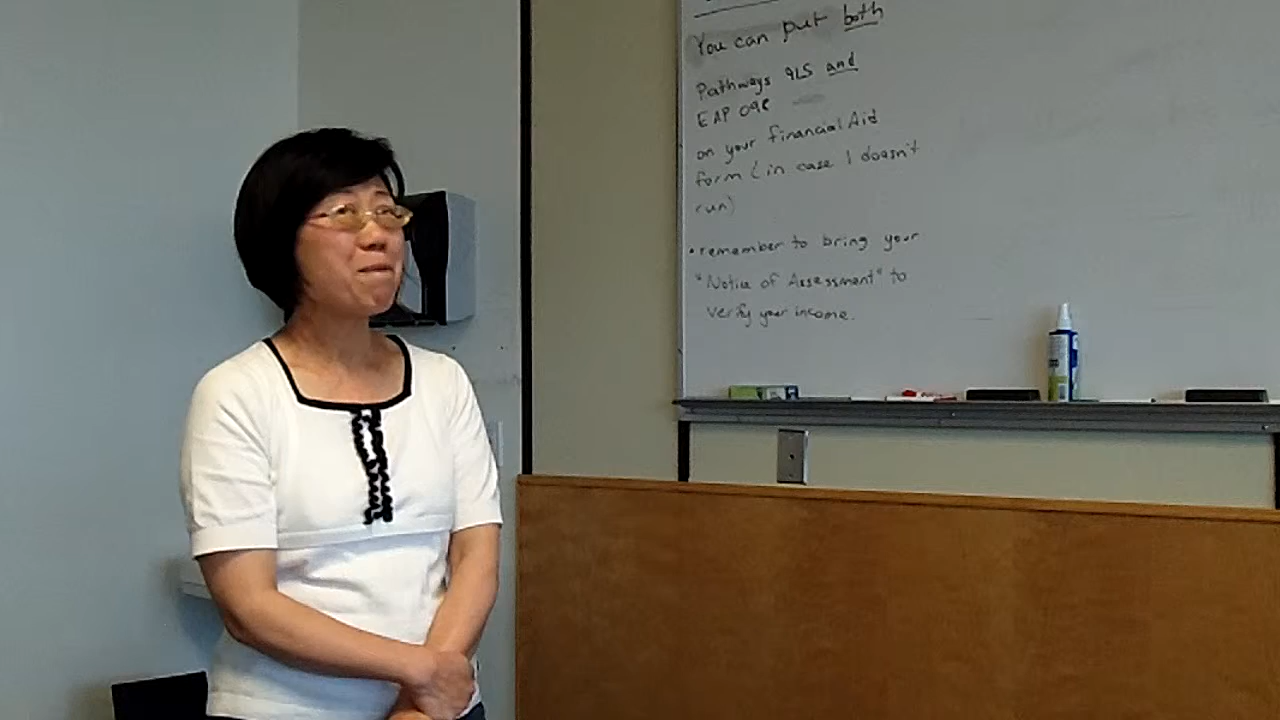 You can put both
Pathways 9LS and
EAP 09C
on your financial Aid
form (in case 1 doesn't
run)
• remember to bring your
"Notice of Assessment" to
verify your income.